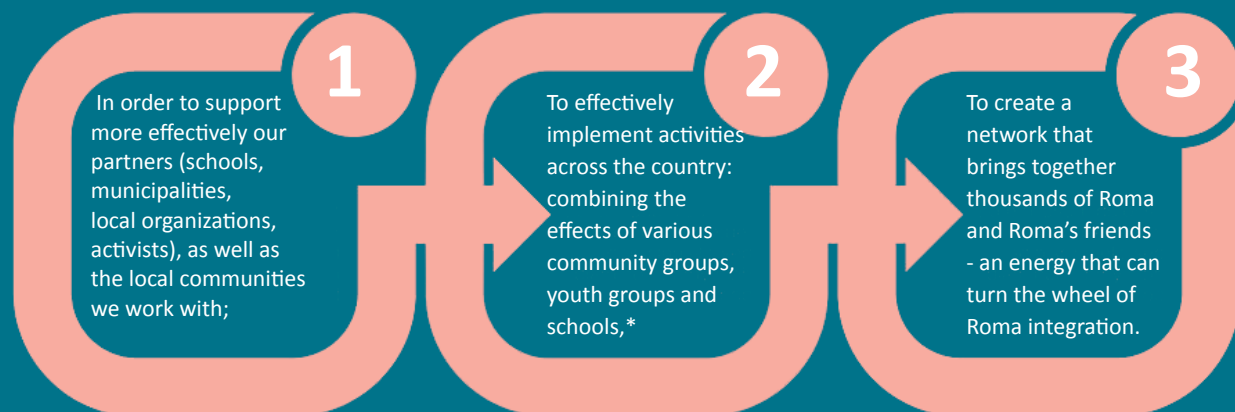 1
In order to support
more effectively our
partners (schools,
municipalities,
local organizations,
activists), as well as
the local communities
we work with;
2
To effectively
implement activities
across the country:
combining the
effects of various
community groups,
youth groups and
schools,*
3
To create a
network that
brings together
thousands of Roma
and Roma’s friends
- an energy that can
turn the wheel of
Roma integration.